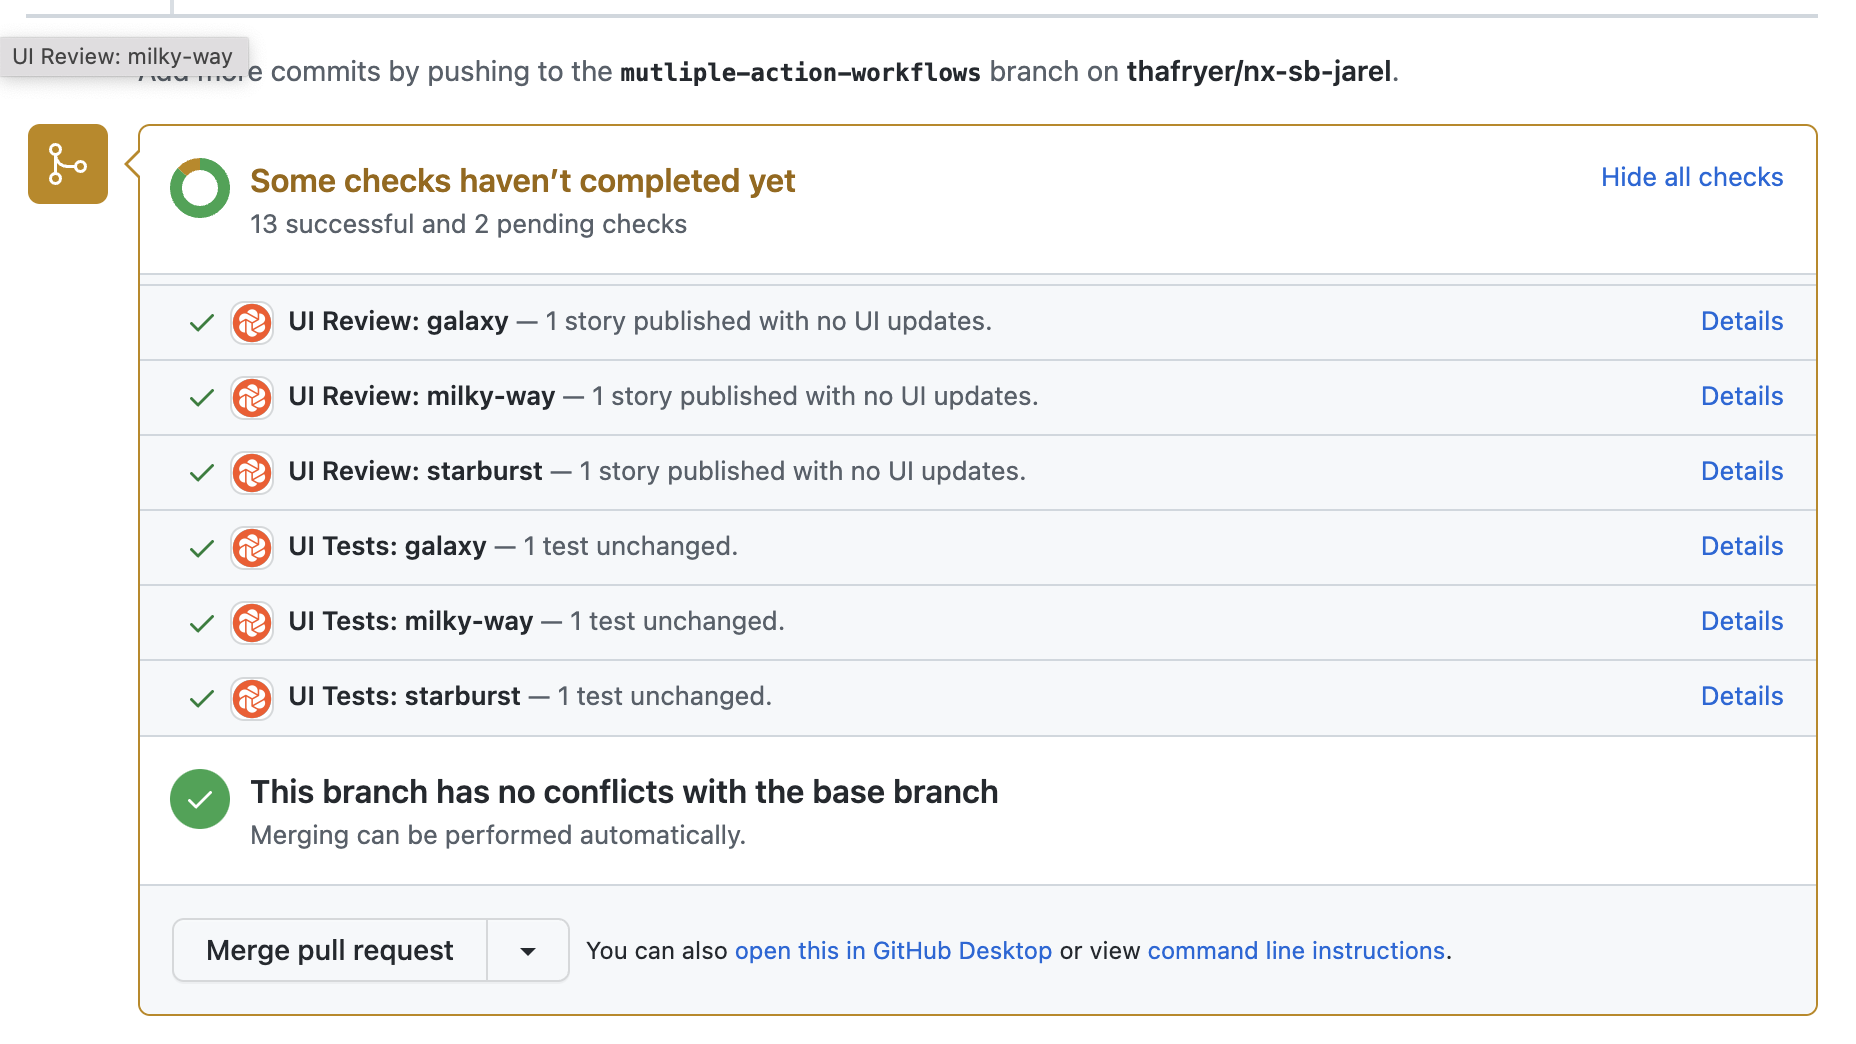 UI Review: milky-way
Add more commits by pushing to the mutliple-action-workflows branch on thafryer/nx-sb-jarel.
Some checks haven’t completed yet
Hide all checks
13 successful and 2 pending checks
UI Review: galaxy — 1 story published with no UI updates. Details
UI Review: milky-way — 1 story published with no UI updates. Details
UI Review: starburst — 1 story published with no UI updates. Details
UI Tests: galaxy — 1 test unchanged. Details
UI Tests: milky-way — 1 test unchanged. Details
UI Tests: starburst — 1 test unchanged. Details
This branch has no conflicts with the base branch
Merging can be performed automatically.
Merge pull request You can also open this in GitHub Desktop or view command line instructions.